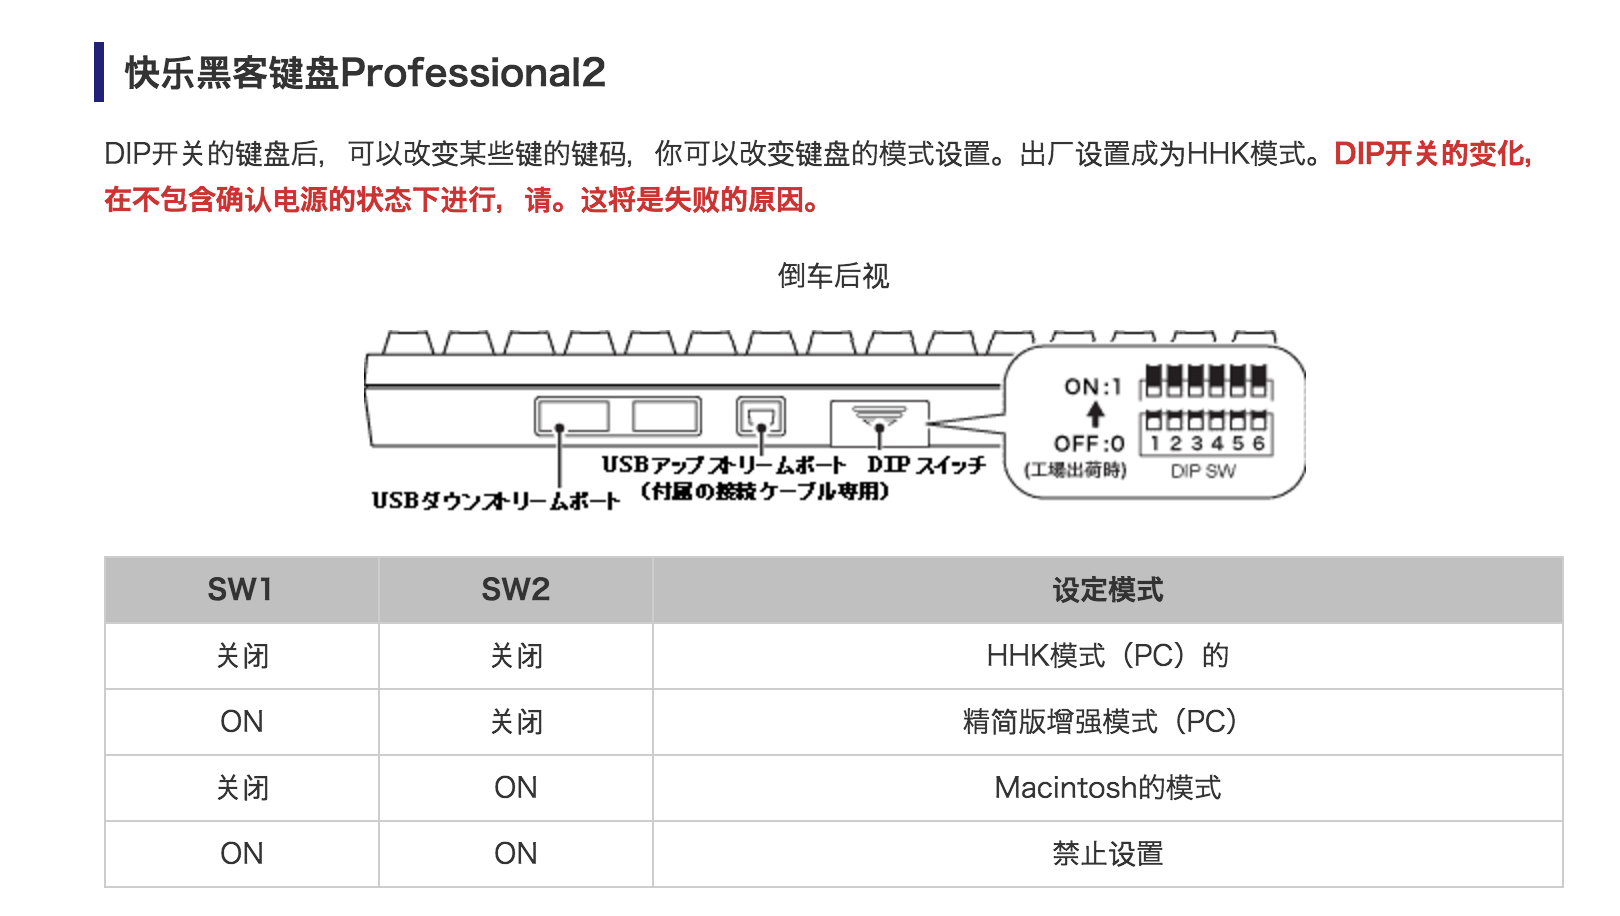 快乐黑客键盘Professional2
DIP开关的键盘后，可以改变某些键的键码，你可以改变键盘的模式设置。出厂设置成为HHK模式。DIP开关的变化，
在不包含确认电源的状态下进行，请。这将是失败的原因。
倒车后视
ON:1
OFF:0
(工場出荷時)
1 2 3 4 5 6
DIP SW
USBアップストリームポート
(付属の接続ケーブル専用)
DIPスイッチ
USBダウンストリームポート
SW1 SW2 设定模式
关闭 关闭 HHK模式（PC）的
ON 关闭 精简版增强模式（PC）
关闭 ON Macintosh的模式
ON ON 禁止设置